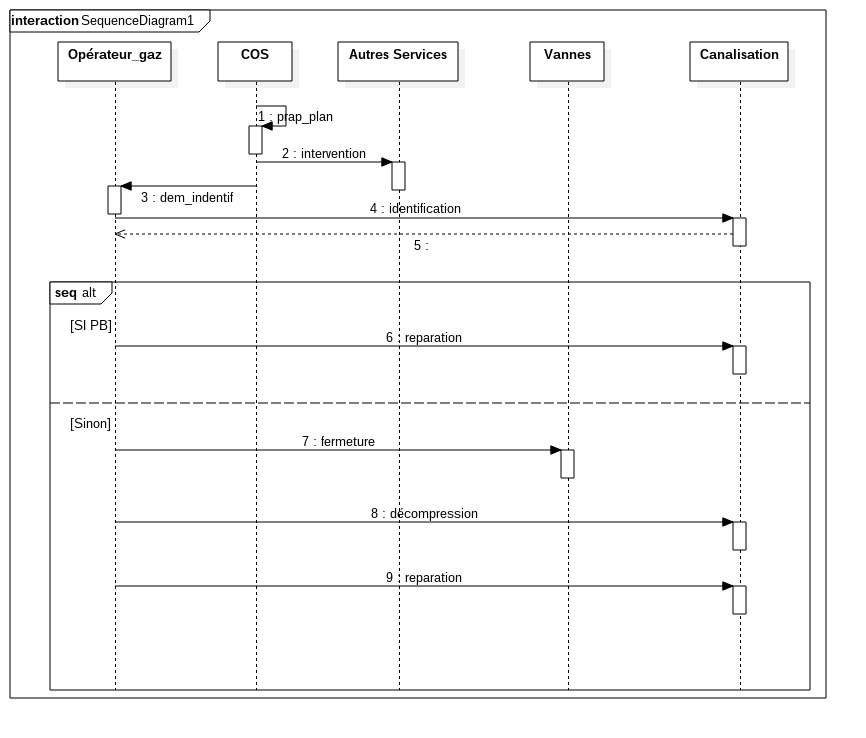 interaction SequenceDiagram1
Opérateur_gaz
COS
Autres Services
Vannes
Canalisation
1 : prap_plan
2 : intervention
3 : dem_indentif
4 : identification
5 :
seq alt
[SI PB]
6 : reparation
[Sinon]
7 : fermeture
8 : décompression
9 : reparation